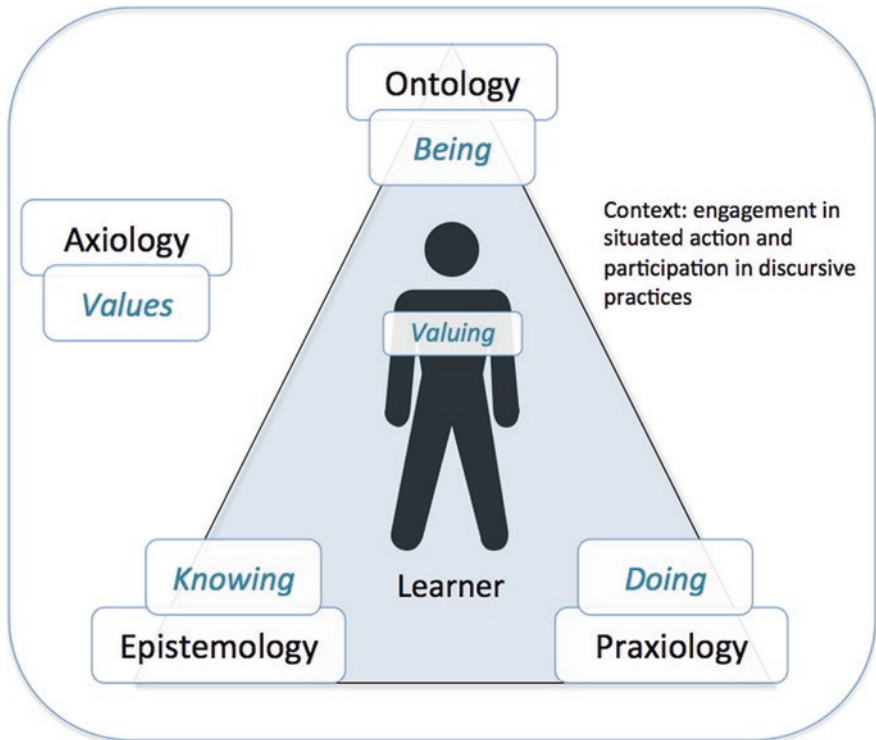 Ontology
Being
Axiology
Values
Context: engagement in
situated action and
participation in discursive
practices
Valuing
Knowing
Epistemology
Learner
Doing
Praxiology